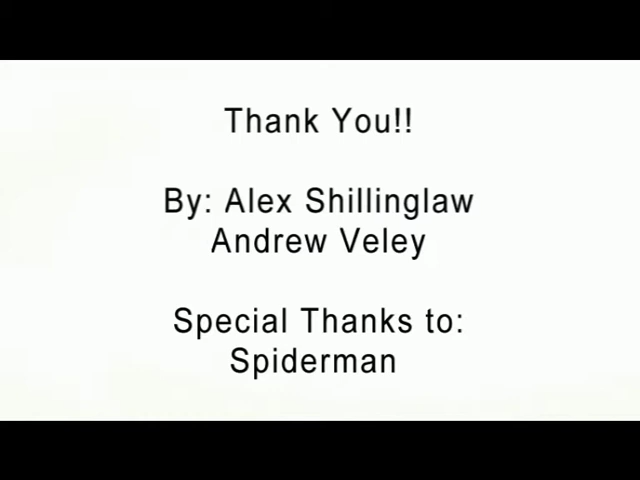 Thank You!!
By: Alex Shillinglaw
Andrew Veley
Special Thanks to:
Spiderman